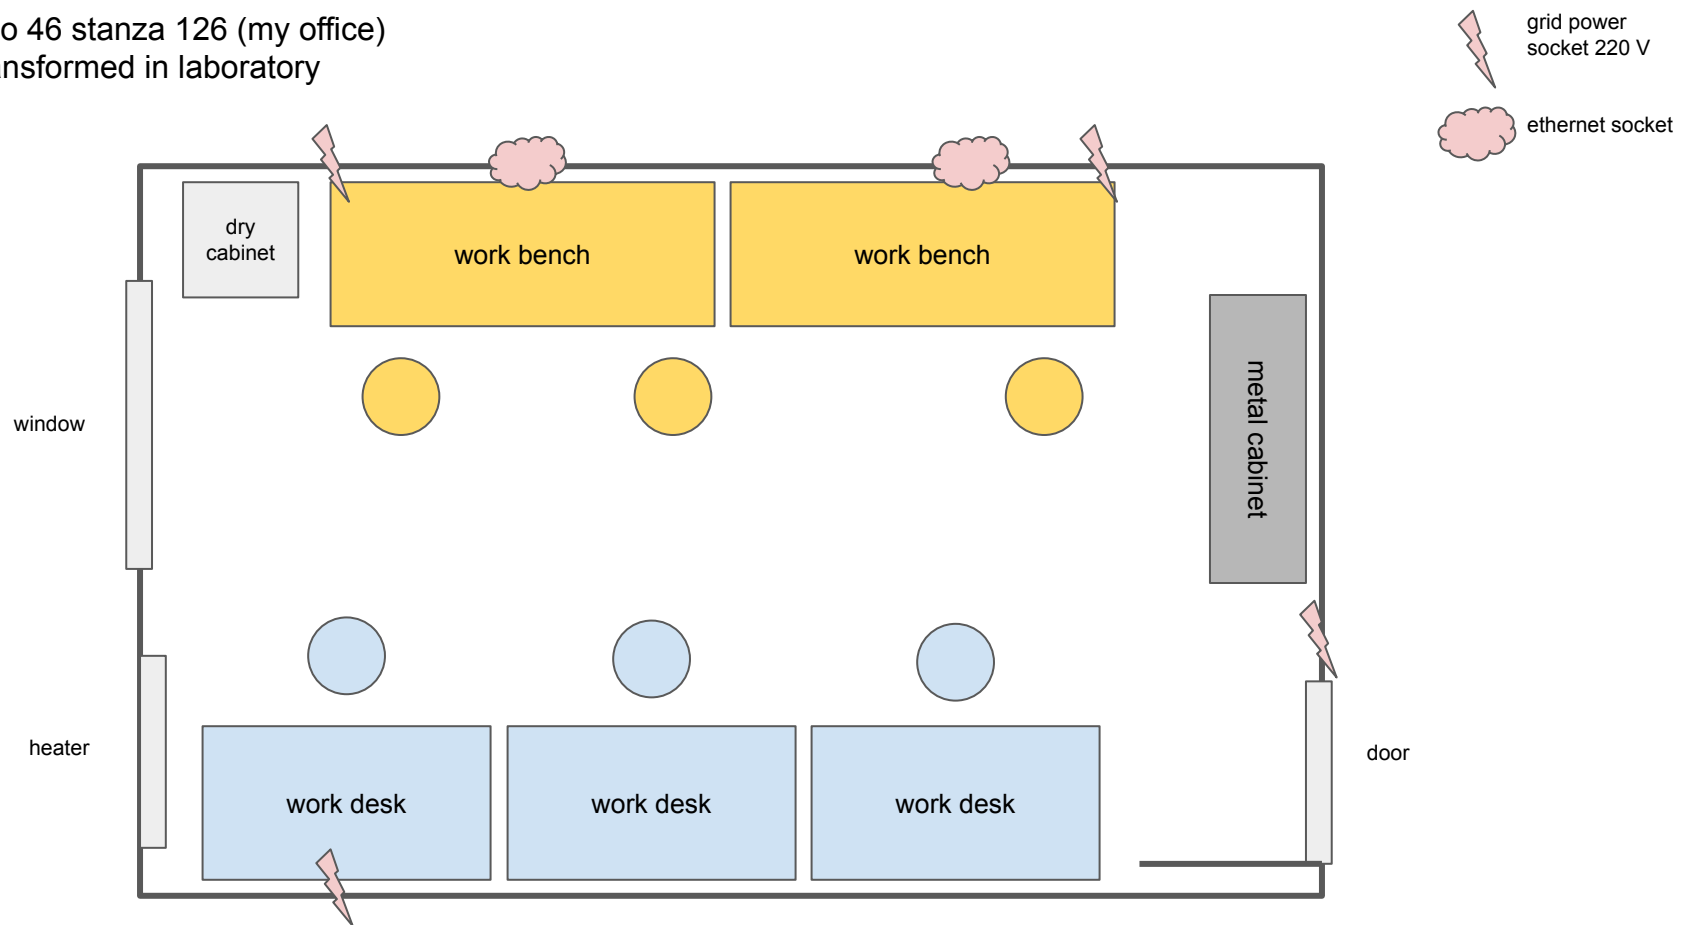 o 46 stanza 126 (my office)
ansformed in laboratory
grid power
socket 220 V
ethernet socket
dry
cabinet
work bench
work bench
window
metal cabinet
heater
door
work desk
work desk
work desk